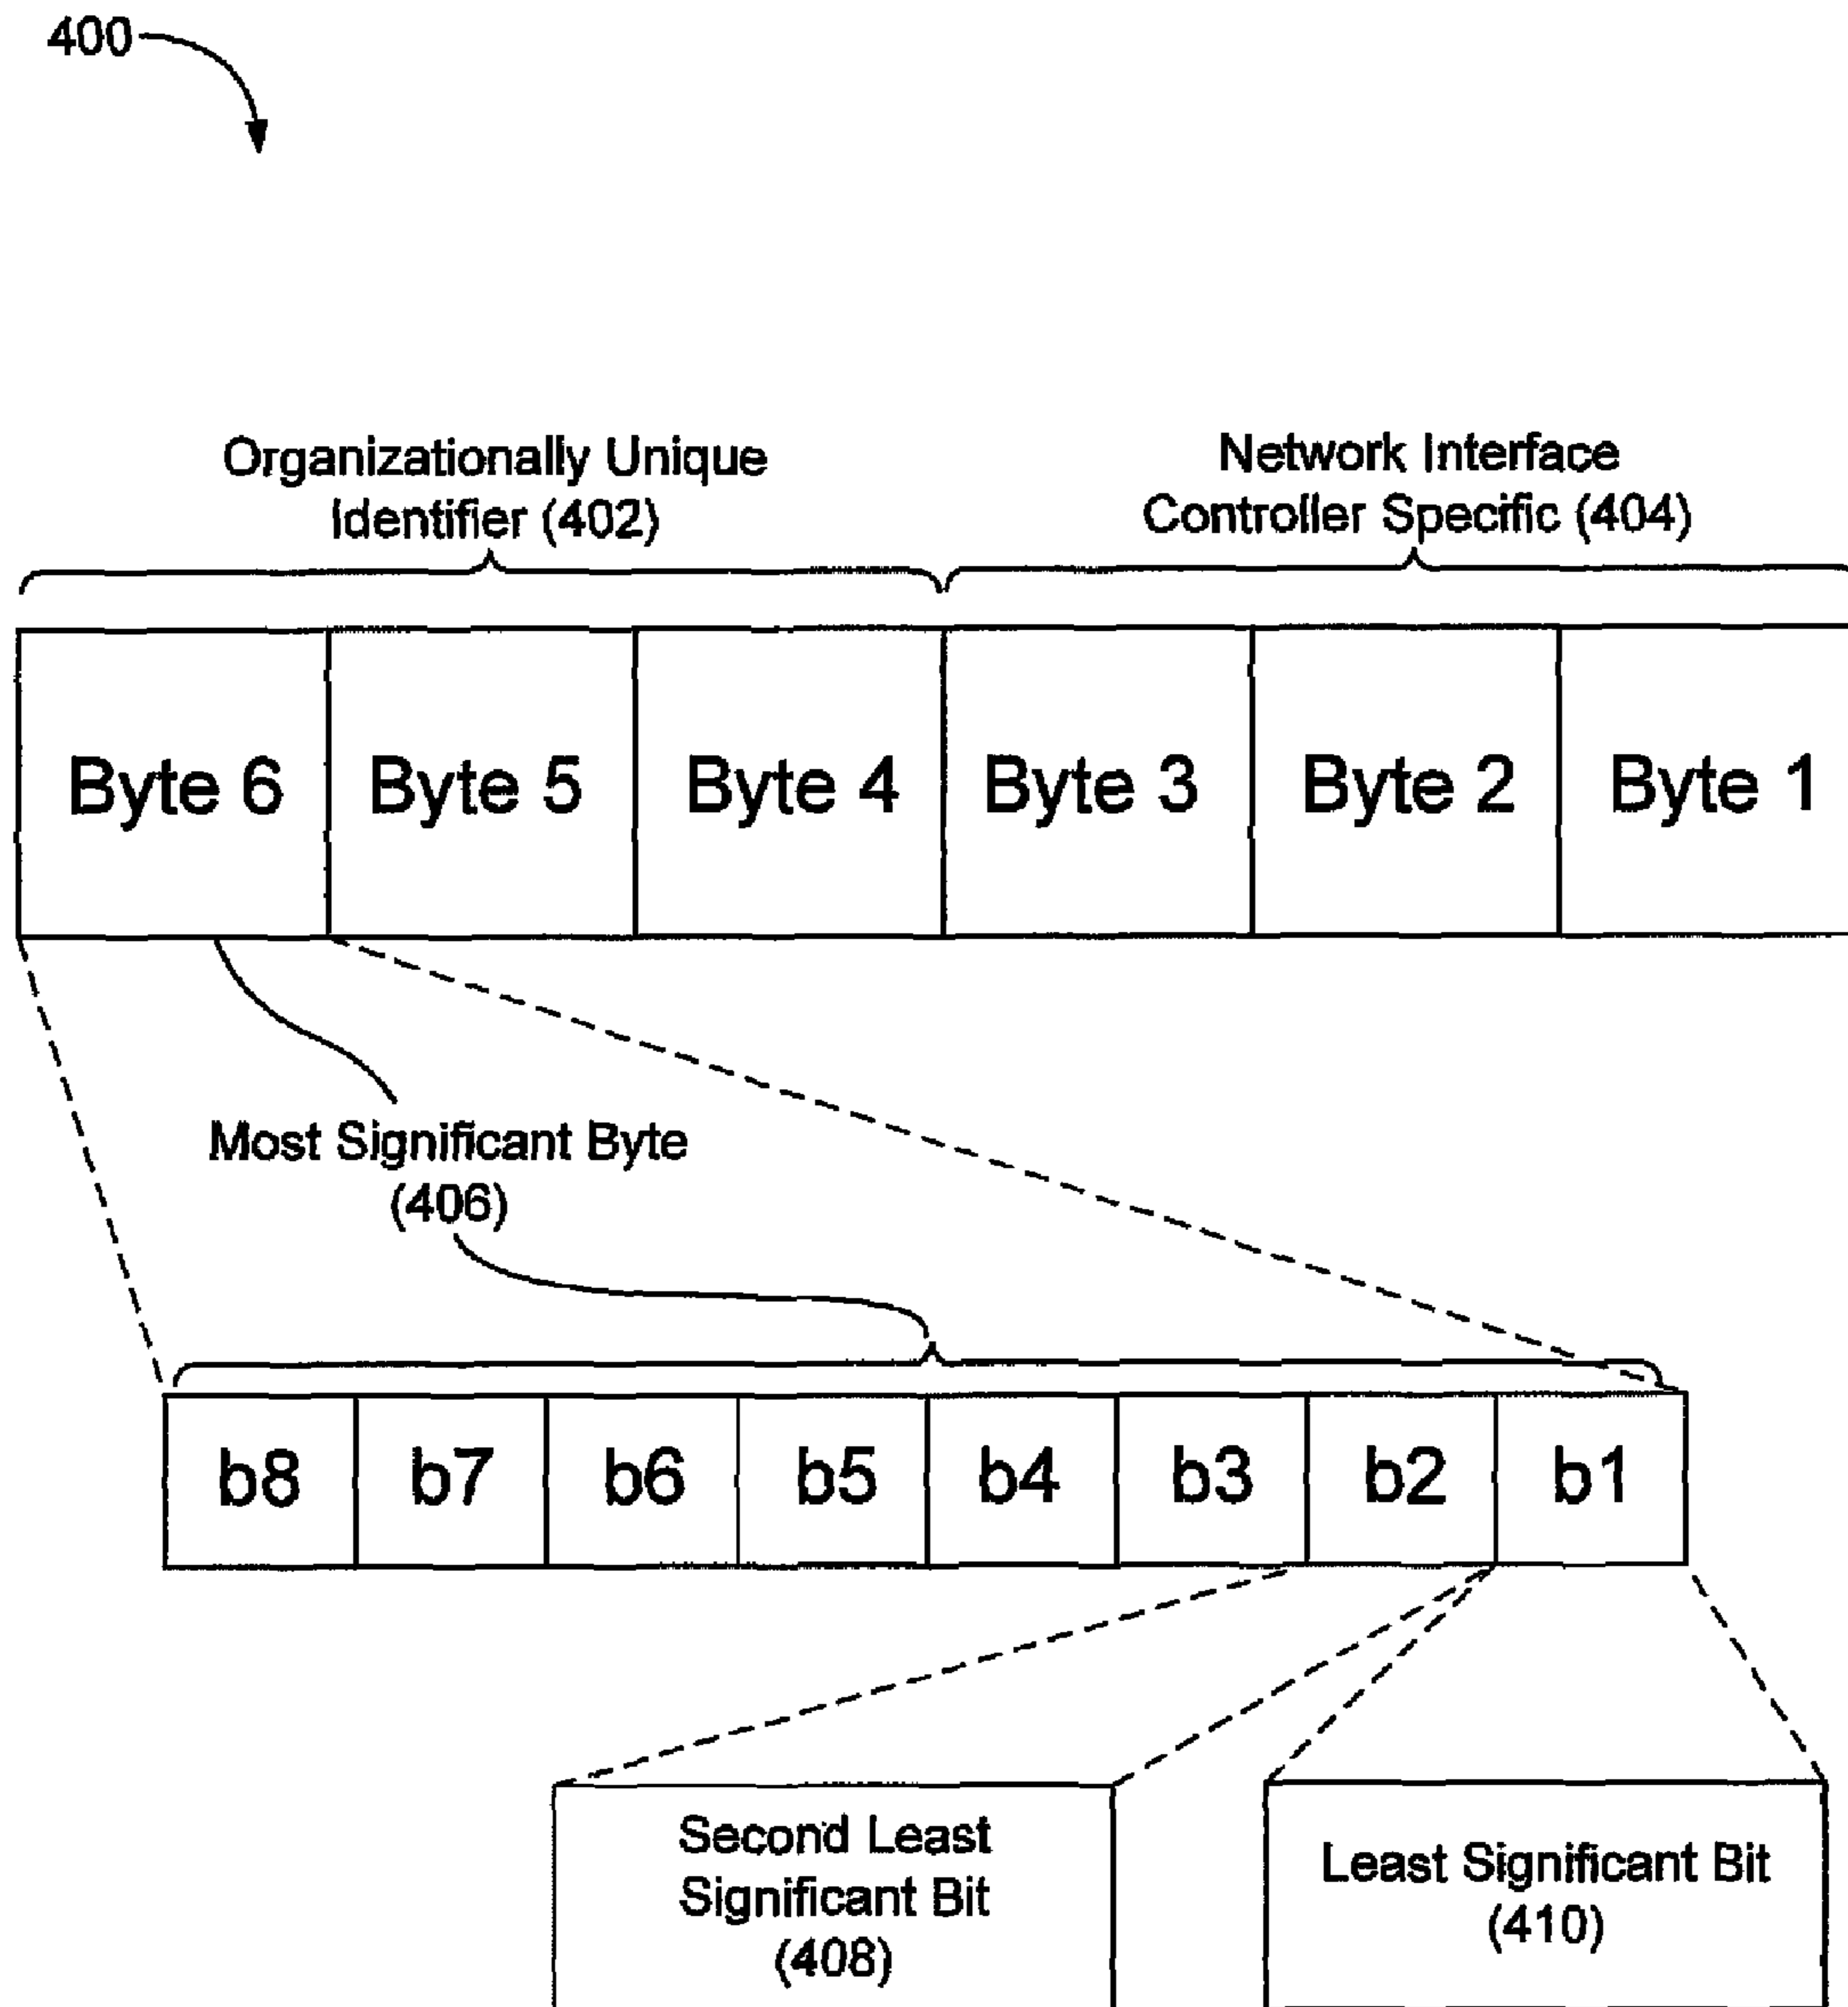 400
Organizationally Unique
Identifier (402)
Network Interface
Controller Specific (404)
Byte 6
Byte 5
Byte 4
Byte 3
Byte 2
Byte 1
Most Significant Byte
(406)
b8
b7
b6
b5
b4
b3
b2
b1
Second Least
Significant Bit
(408)
Least Significant Bit
(410)